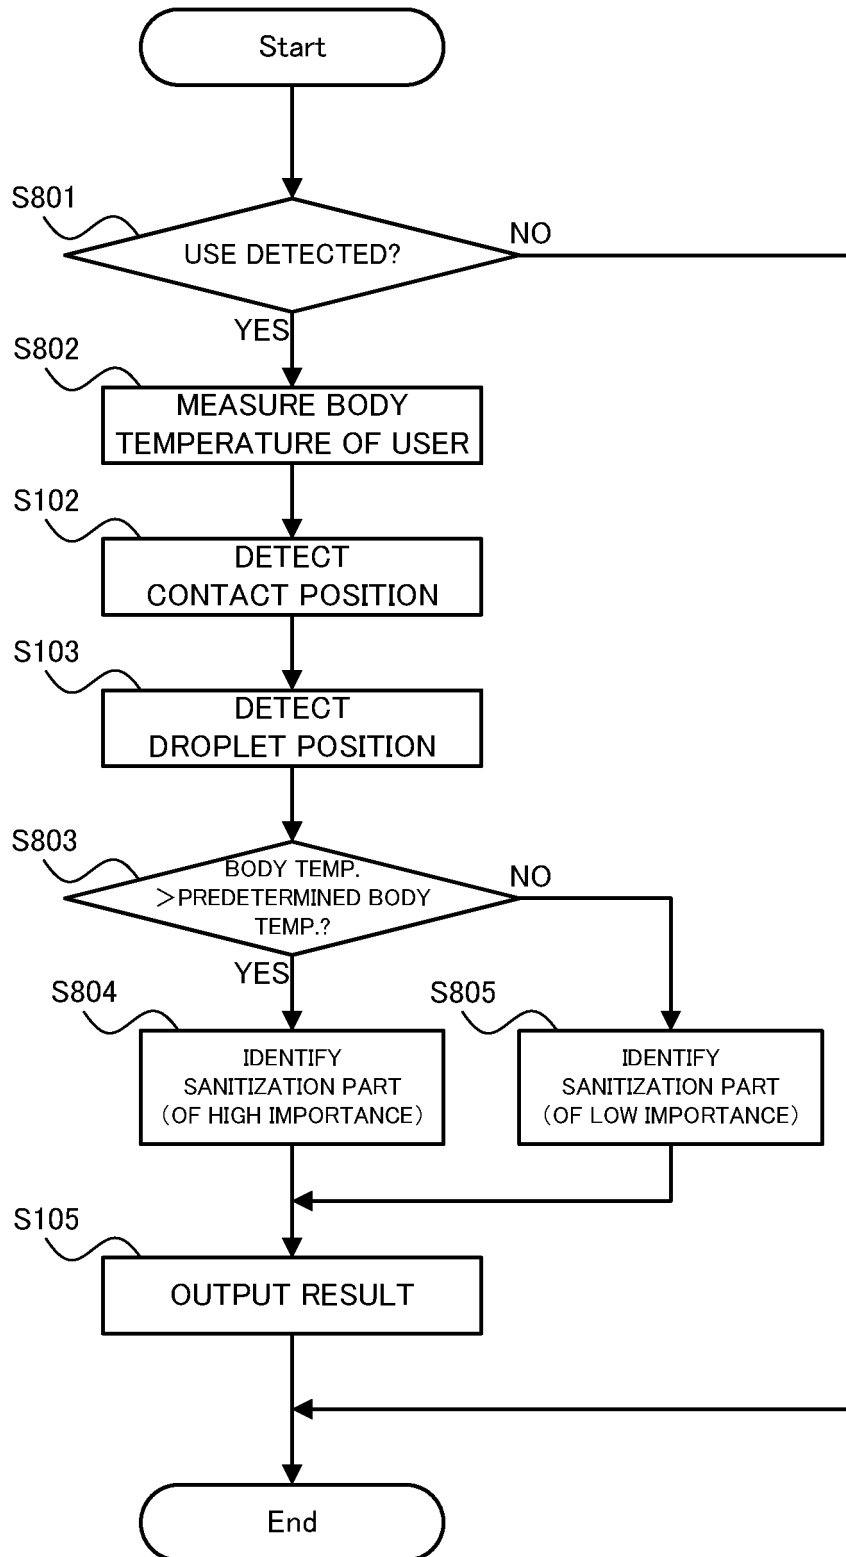 Start
S801
USE DETECTED?
NO
YES
S802
MEASURE BODY
TEMPERATURE OF USER
S102
DETECT
CONTACT POSITION
S103
DETECT
DROPLET POSITION
S803
BODY TEMP.
>PREDETERMINED BODY
TEMP.?
NO
YES
S804
IDENTIFY
SANITIZATION PART
(OF HIGH IMPORTANCE)
S805
IDENTIFY
SANITIZATION PART
(OF LOW IMPORTANCE)
S105
OUTPUT RESULT
End